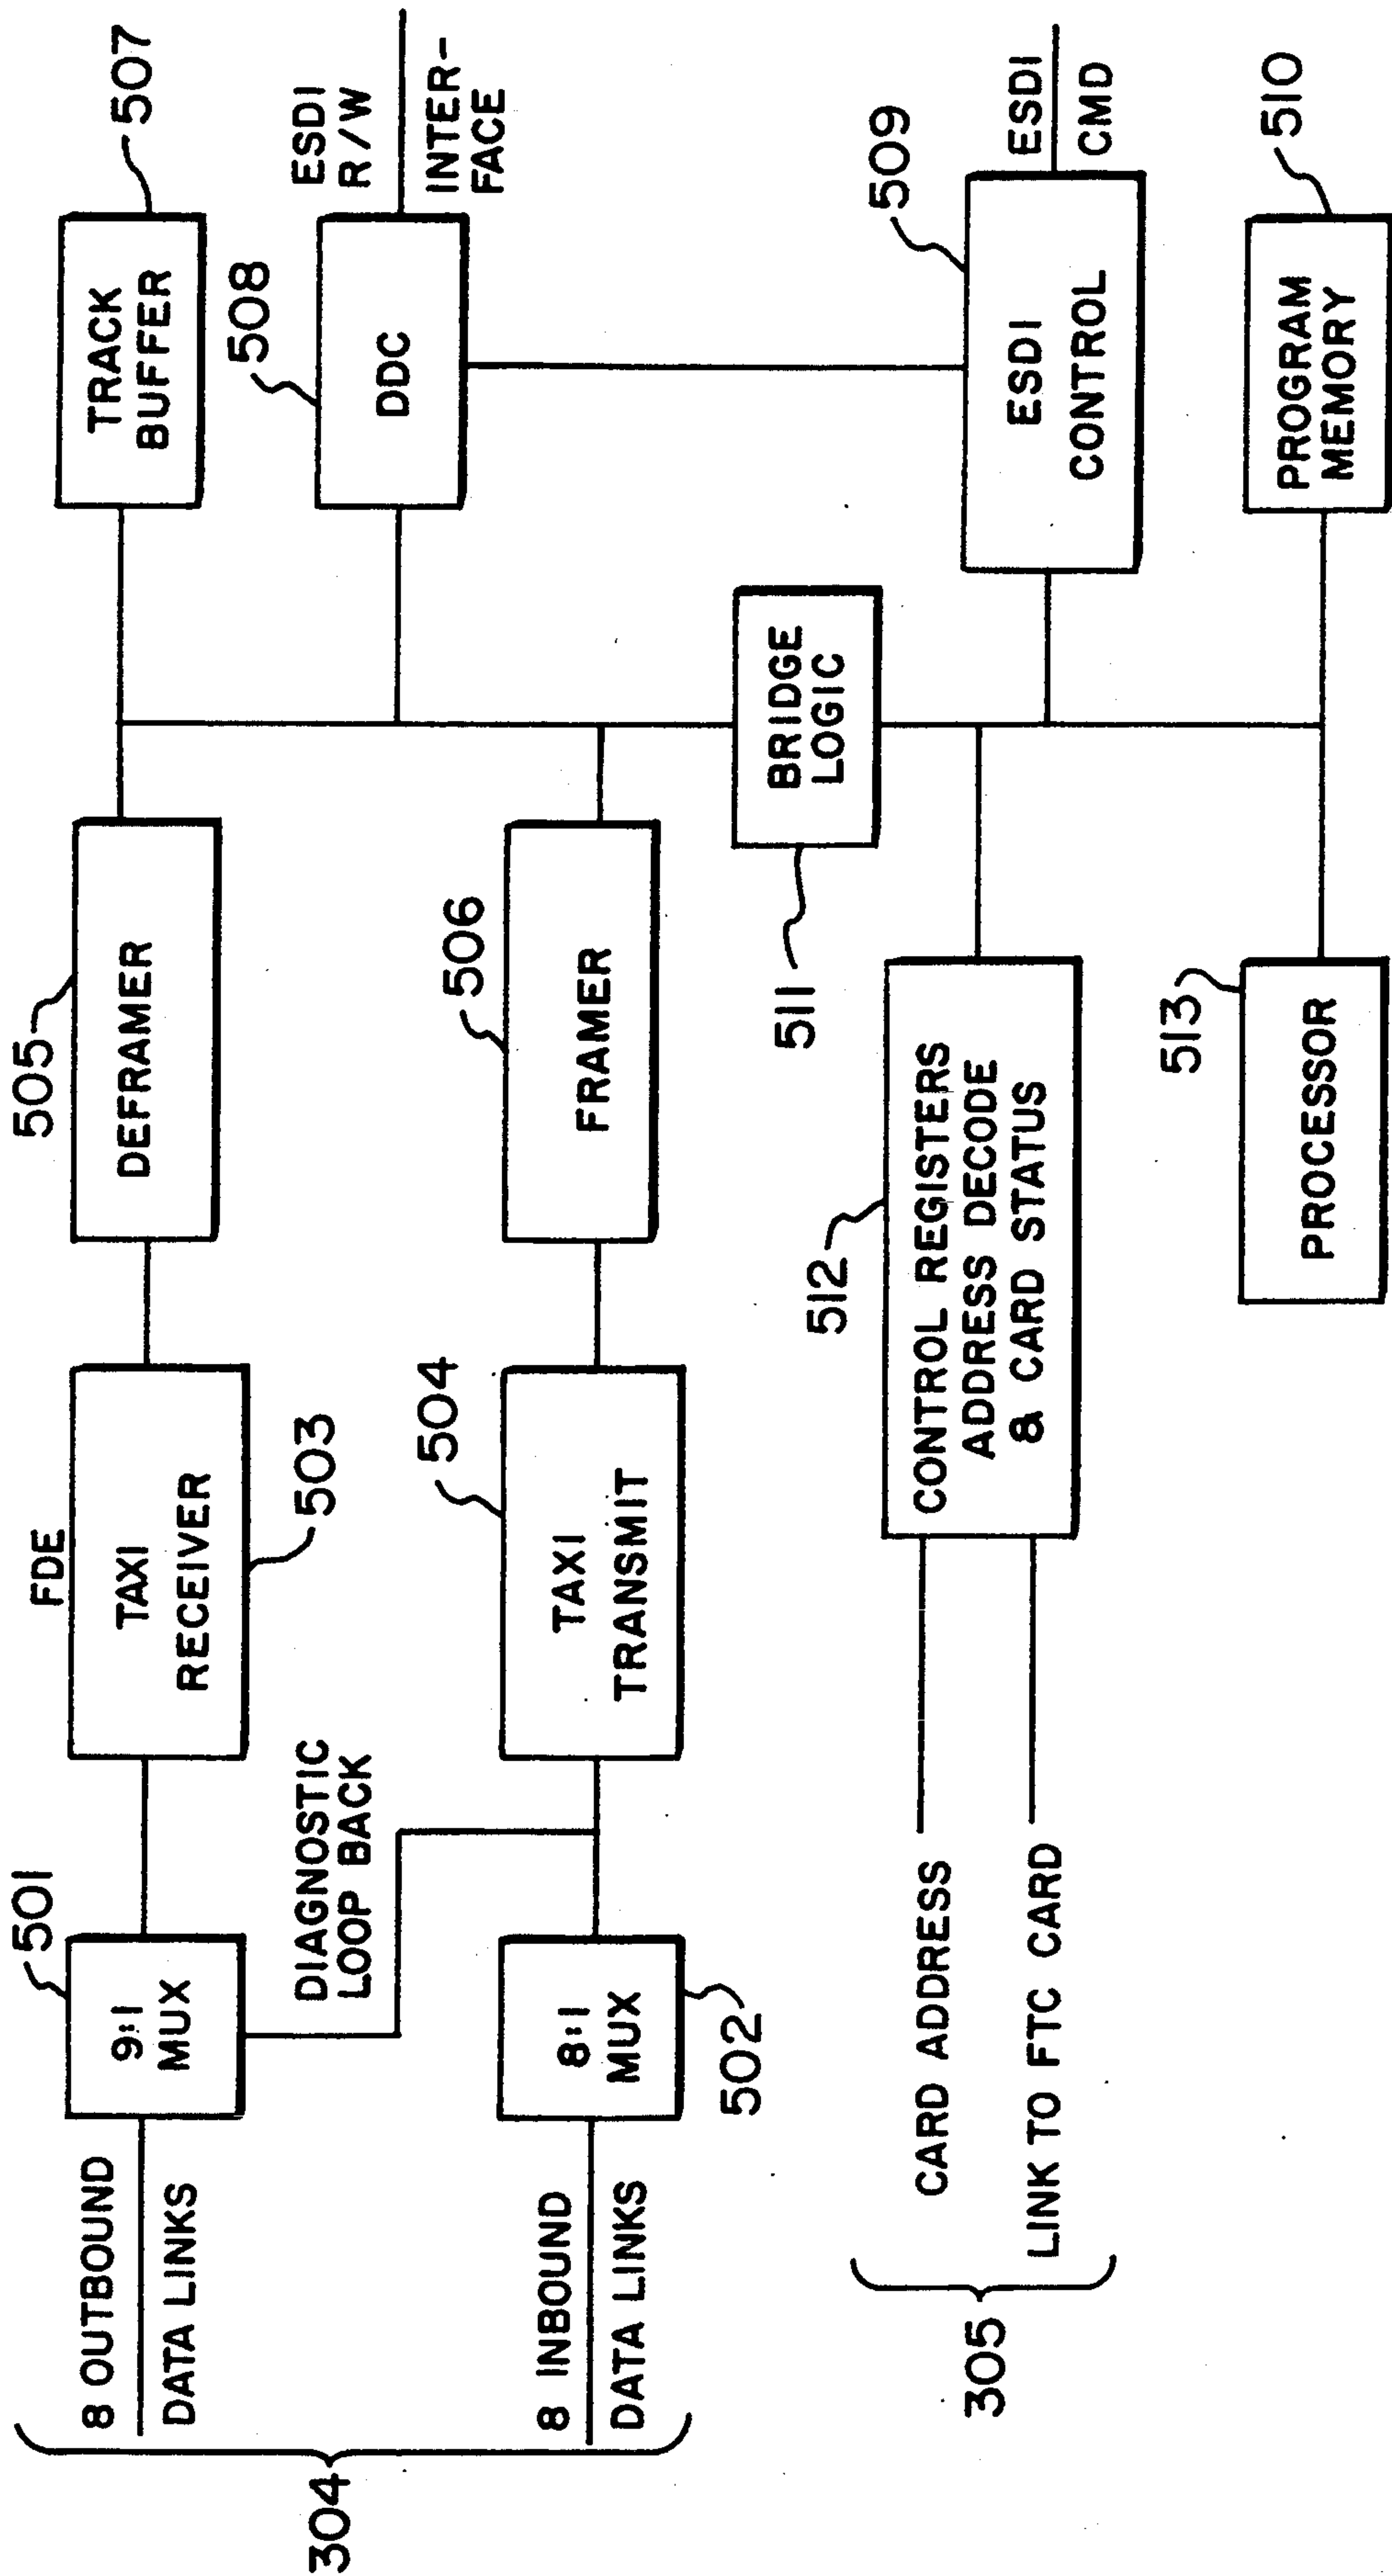 304
8 OUTBOUND
DATA LINKS
501
9:1
MUX
FDE
TAXI
RECEIVER
503
505
DEFRAMER
TRACK
BUFFER
507
DIAGNOSTIC
LOOP BACK
8 INBOUND
DATA LINKS
8:1
MUX
502
504
TAXI
TRANSMIT
506
FRAMER
508
DDC
ESDI
R/W
INTER-
FACE
511
BRIDGE
LOGIC
305
CARD ADDRESS
LINK TO FTC CARD
512
CONTROL REGISTERS
ADDRESS DECODE
& CARD STATUS
509
ESDI
CONTROL
ESDI
CMD
513
PROCESSOR
PROGRAM
MEMORY
510